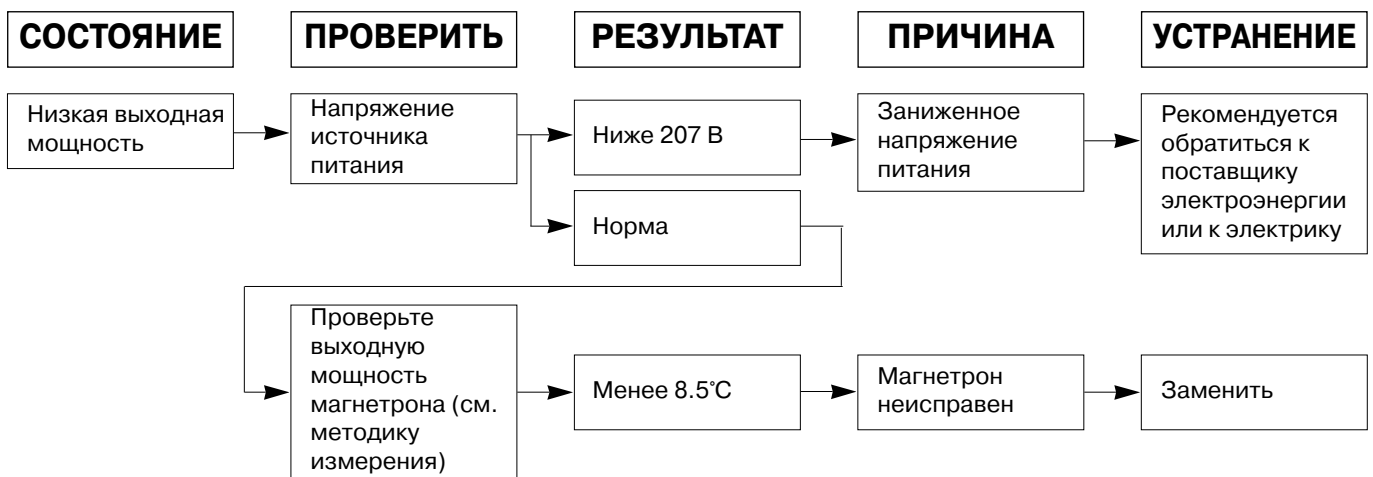 СОСТОЯНИЕ
ПРОВЕРИТЬ
РЕЗУЛЬТАТ
ПРИЧИНА
УСТРАНЕНИЕ
Низкая выходная
мощность
Напряжение
источника
питания
Ниже 207 В
Заниженное
напряжение
питания
Рекомендуется
обратиться к
поставщику
электроэнергии
или к электрику
Норма
Проверьте
выходную
мощность
магнетрона (см.
методику
измерения)
Менее 8.5°C
Магнетрон
неисправен
Заменить